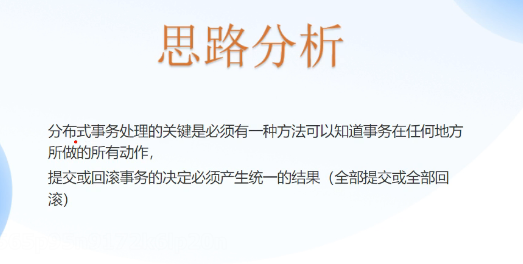 思路分析
分布式事务处理的关键是必须有一种方法可以知道事务在任何地方
所做的所有动作，
提交或回滚事务的决定必须产生统一的结果（全部提交或全部回
滚）